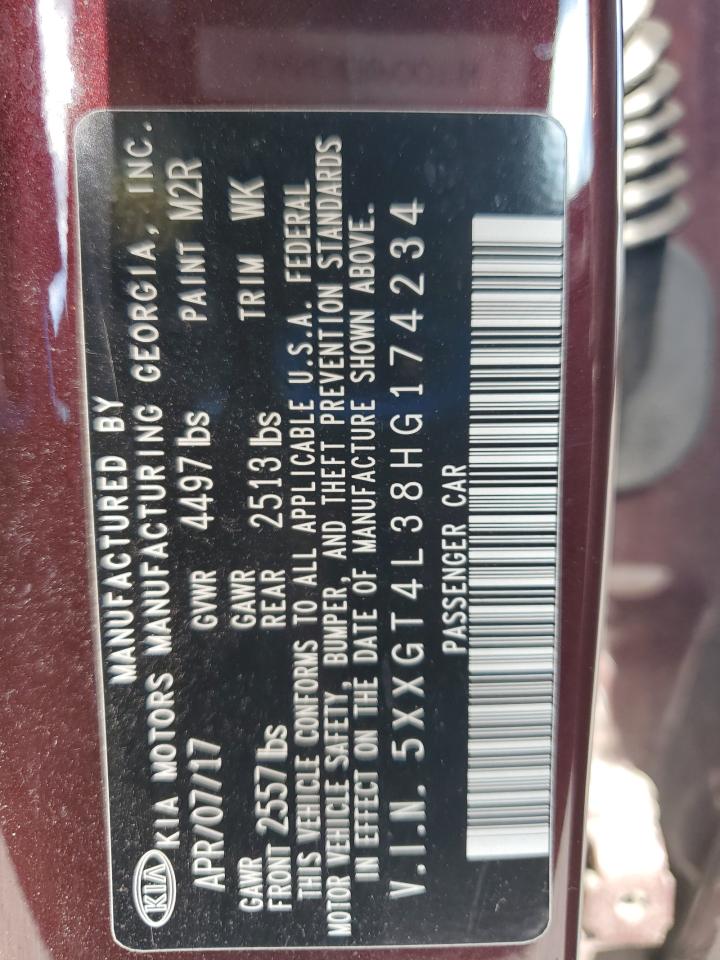 MANUFACTURED BY
KIA KIA MOTORS MANUFACTURING GEORGIA, INC.
APR/07/17 GVWR 4497 lbs PAINT M2R
GAWR FRONT 2557 lbs GAWR REAR 2513 lbs TRIM WK
THIS VEHICLE CONFORMS TO ALL APPLICABLE U.S.A. FEDERAL
MOTOR VEHICLE SAFETY, BUMPER, AND THEFT PREVENTION STANDARDS
IN EFFECT ON THE DATE OF MANUFACTURE SHOWN ABOVE.
V.I.N. 5XXGT4L38HG174234
PASSENGER CAR